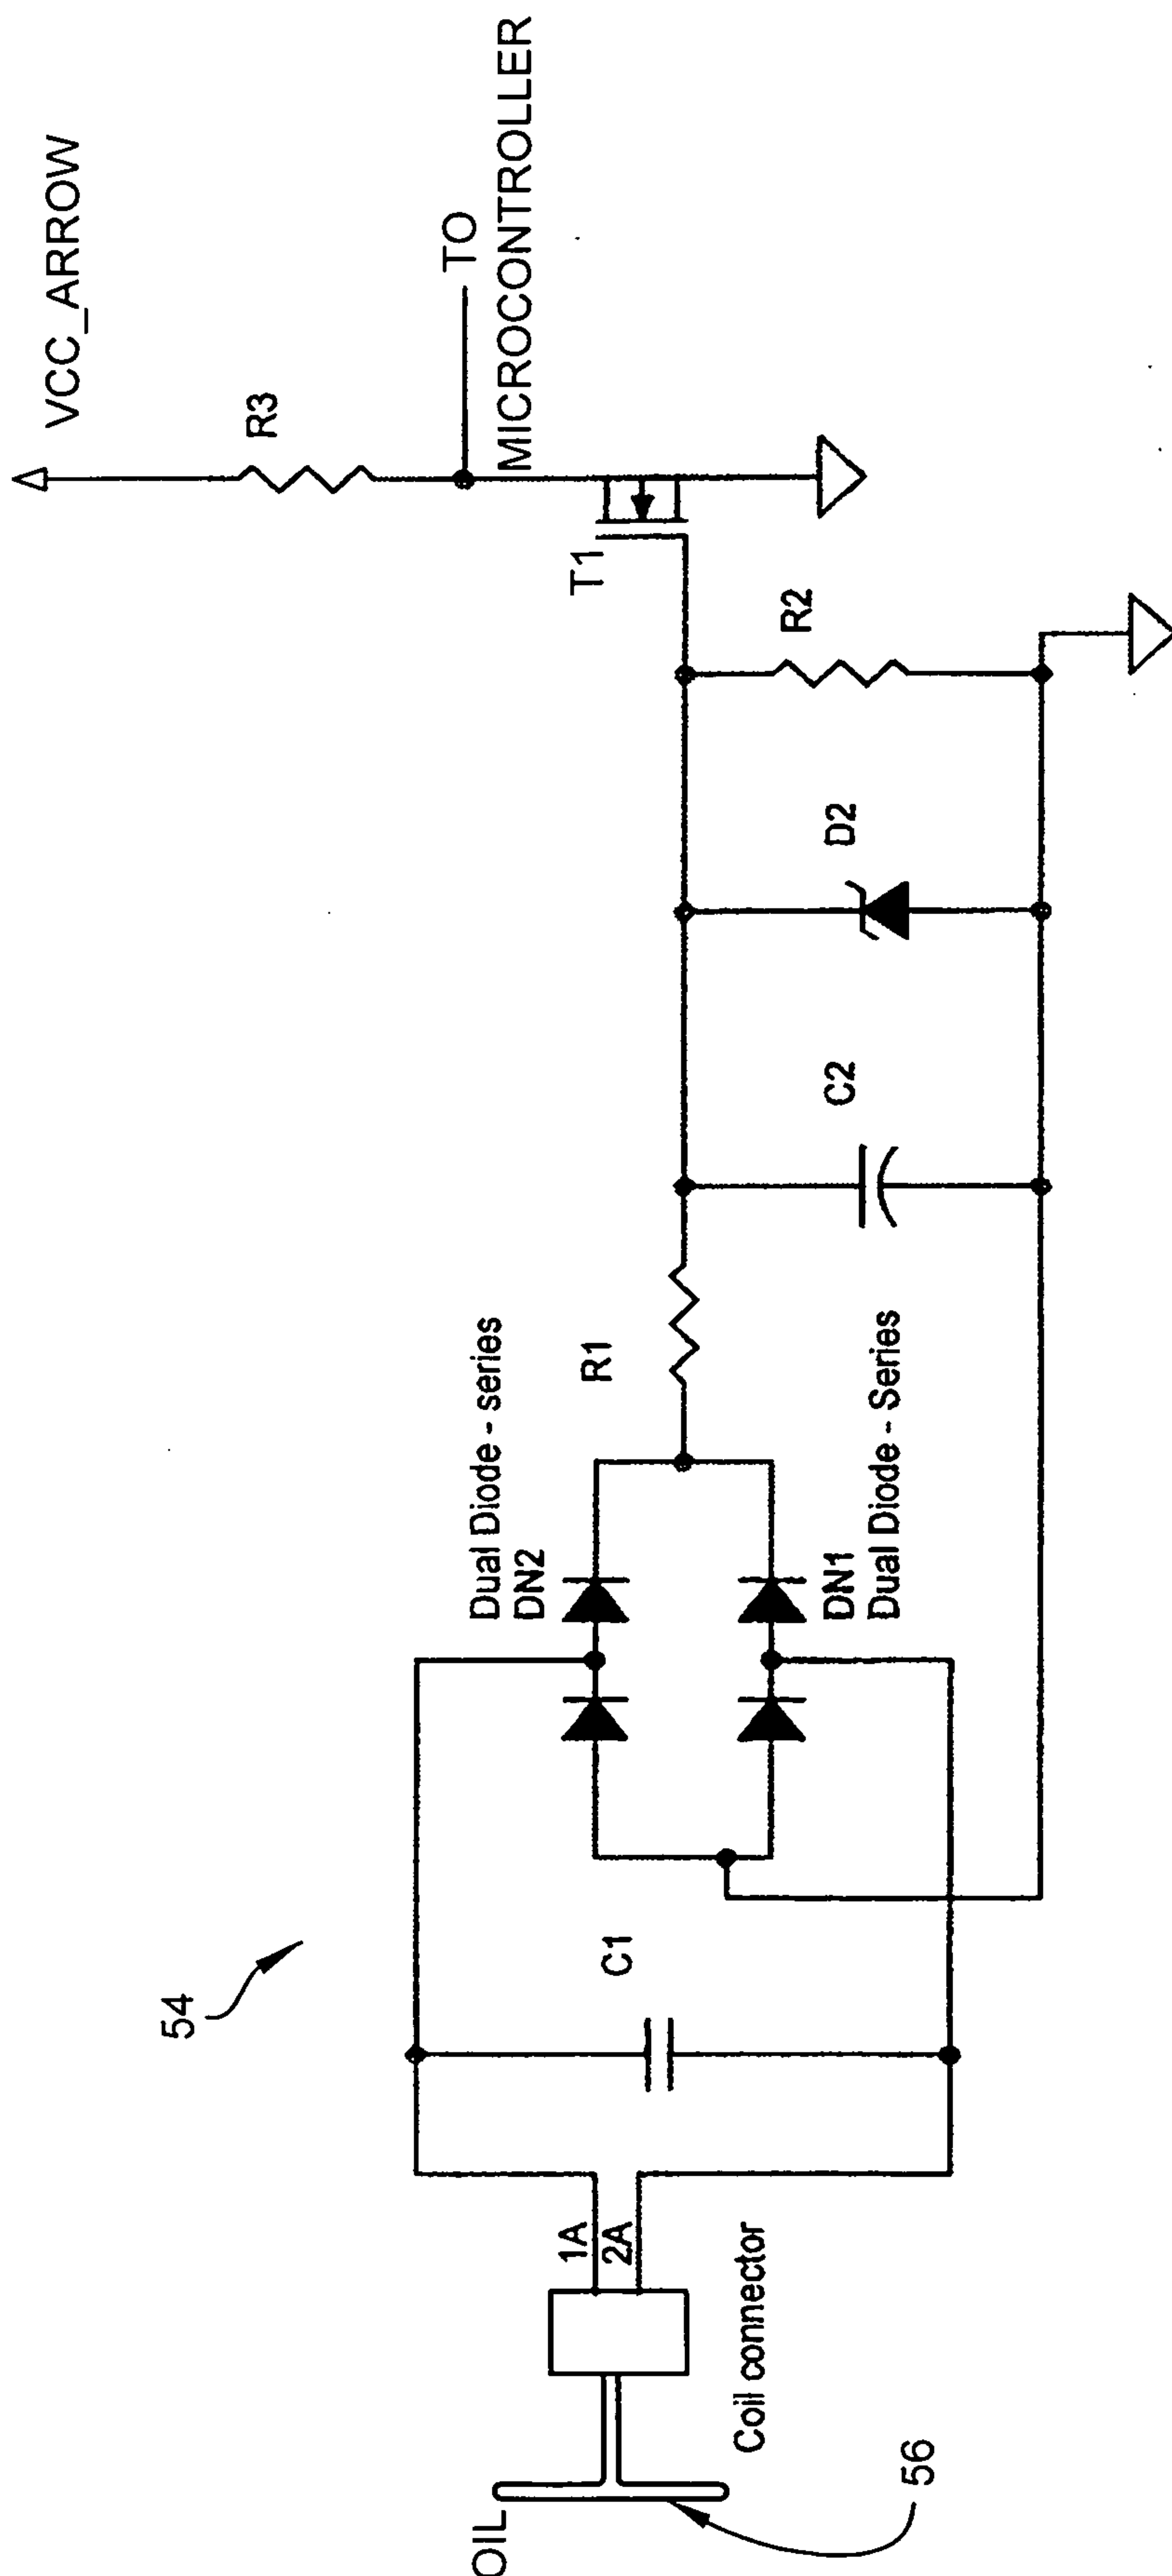 VCC_ARROW
R3
TO
MICROCONTROLLER
T1
R2
D2
C2
R1
Dual Diode - series
DN2
DN1
Dual Diode - Series
54
C1
1A
2A
Coil connector
OIL
56